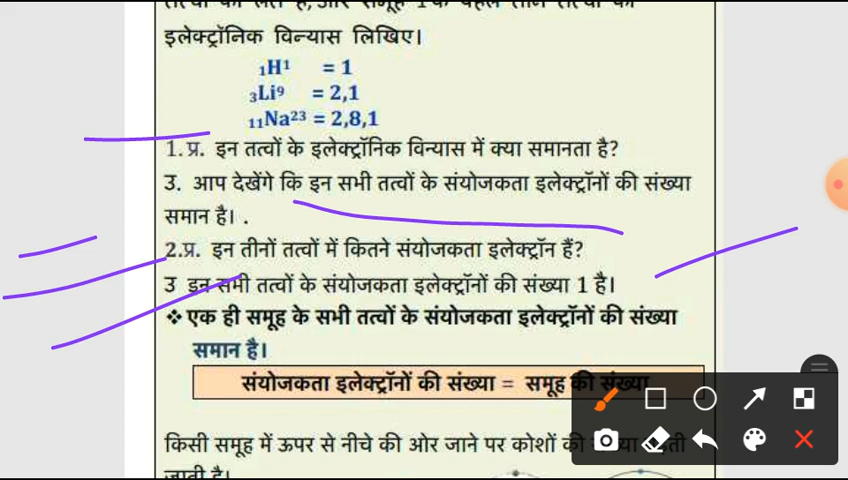 इलेक्ट्रॉनिक विन्यास लिखिए।
₁H¹ = 1
₃Li⁹ = 2,1
₁₁Na²³ = 2,8,1
1.प्र. इन तत्वों के इलेक्ट्रॉनिक विन्यास में क्या समानता है?
उ. आप देखेंगे कि इन सभी तत्वों के संयोजकता इलेक्ट्रॉनों की संख्या
समान है। .
2.प्र. इन तीनों तत्वों में कितने संयोजकता इलेक्ट्रॉन हैं?
उ इन सभी तत्वों के संयोजकता इलेक्ट्रॉनों की संख्या 1 है।
❖ एक ही समूह के सभी तत्वों के संयोजकता इलेक्ट्रॉनों की संख्या
समान है।
संयोजकता इलेक्ट्रॉनों की संख्या = समूह की संख्या
किसी समूह में ऊपर से नीचे की ओर जाने पर कोशों की
जाती है।